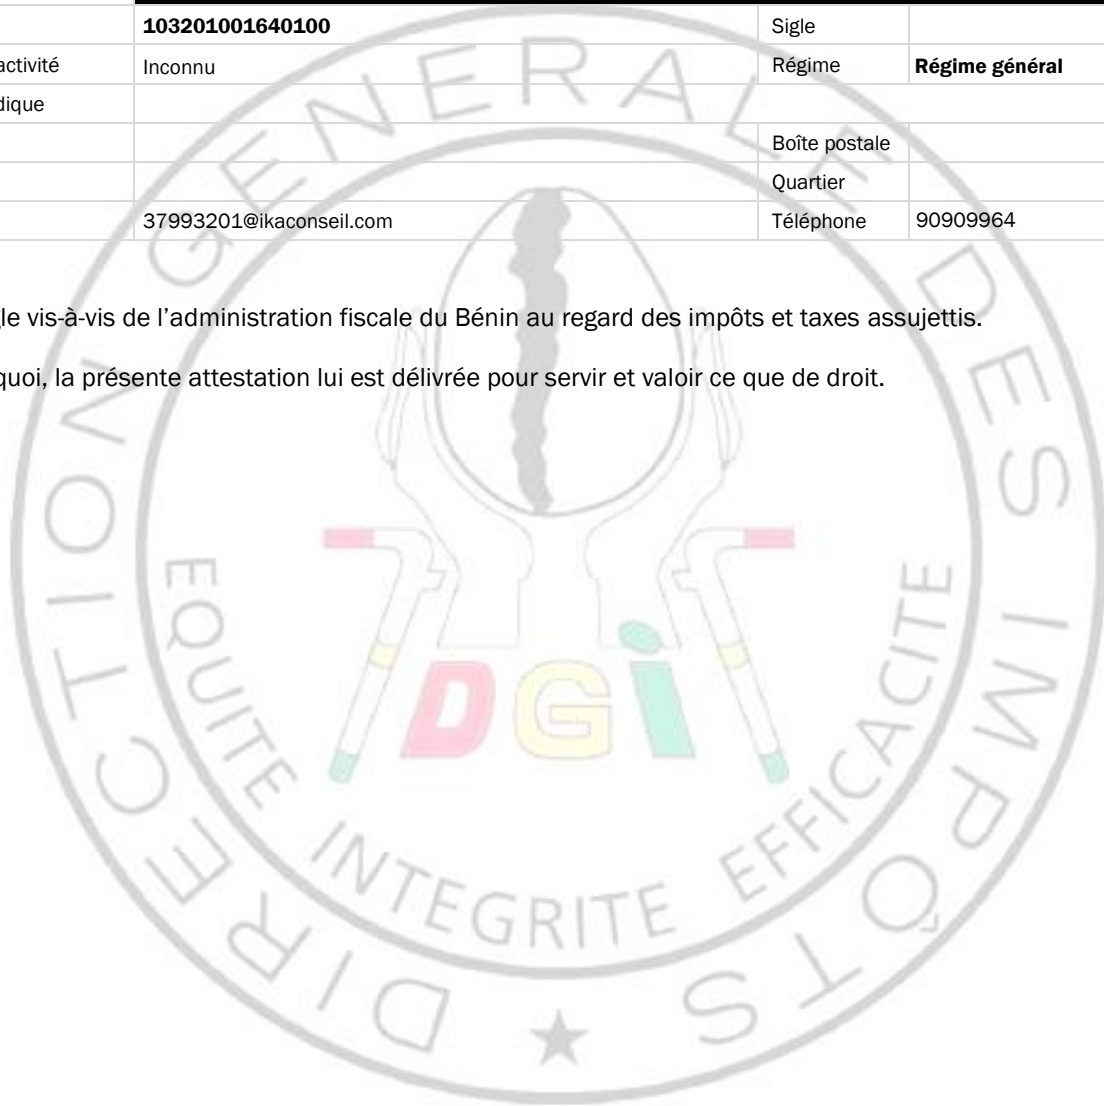 103201001640100 Sigle
activité Inconnu Régime Régime général
dique
Boîte postale
Quartier
37993201@ikaconseil.com Téléphone 90909964
gle vis-à-vis de l’administration fiscale du Bénin au regard des impôts et taxes assujettis.
quoi, la présente attestation lui est délivrée pour servir et valoir ce que de droit.
DIRECTION GENERALE DES IMPÔTS
EQUITE INTEGRITE EFFICACITE
DGI